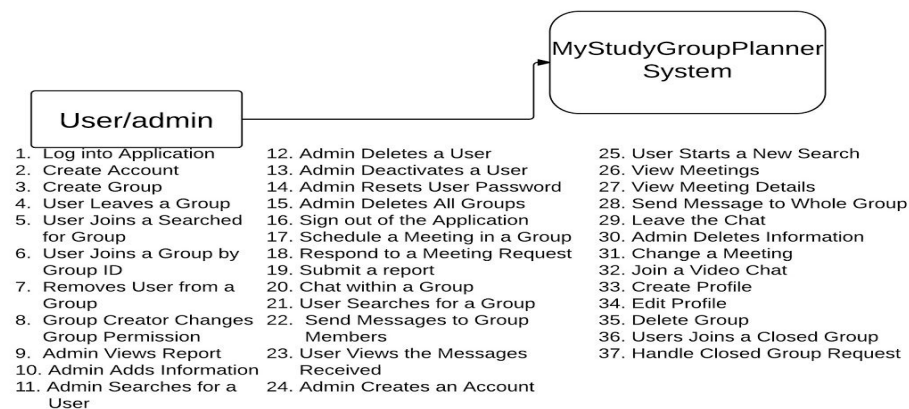 MyStudyGroupPlanner
System
User/admin
1. Log into Application
2. Create Account
3. Create Group
4. User Leaves a Group
5. User Joins a Searched
for Group
6. User Joins a Group by
Group ID
7. Removes User from a
Group
8. Group Creator Changes
Group Permission
9. Admin Views Report
10. Admin Adds Information
11. Admin Searches for a
User
12. Admin Deletes a User
13. Admin Deactivates a User
14. Admin Resets User Password
15. Admin Deletes All Groups
16. Sign out of the Application
17. Schedule a Meeting in a Group
18. Respond to a Meeting Request
19. Submit a report
20. Chat within a Group
21. User Searches for a Group
22. Send Messages to Group
Members
23. User Views the Messages
Received
24. Admin Creates an Account
25. User Starts a New Search
26. View Meetings
27. View Meeting Details
28. Send Message to Whole Group
29. Leave the Chat
30. Admin Deletes Information
31. Change a Meeting
32. Join a Video Chat
33. Create Profile
34. Edit Profile
35. Delete Group
36. Users Joins a Closed Group
37. Handle Closed Group Request